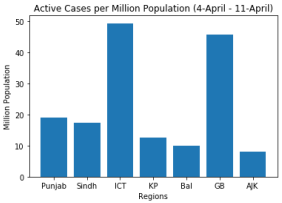 Active Cases per Million Population (4-April - 11-April)
50
40
30
20
10
0
Million Population
Punjab Sindh ICT KP Bal GB AJK
Regions